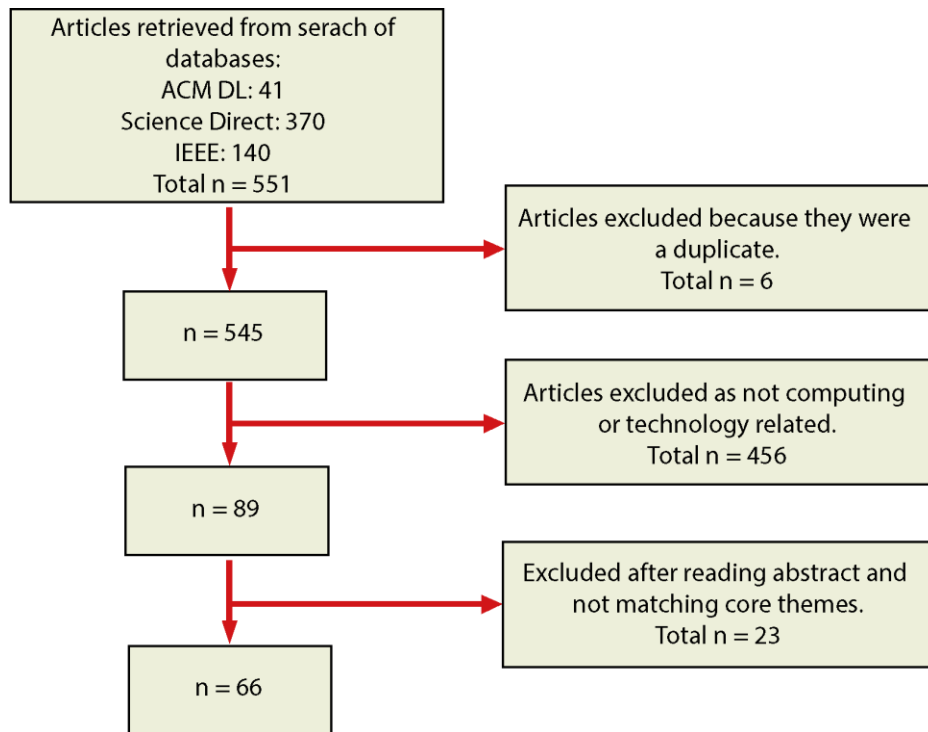 Articles retrieved from serach of
databases:
ACM DL: 41
Science Direct: 370
IEEE: 140
Total n = 551
Articles excluded because they were
a duplicate.
Total n = 6
n = 545
Articles excluded as not computing
or technology related.
Total n = 456
n = 89
Excluded after reading abstract and
not matching core themes.
Total n = 23
n = 66